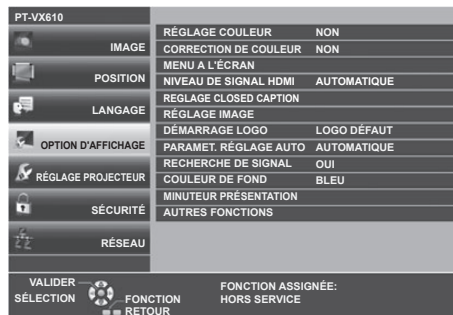 PT-VX610
IMAGE
POSITION
LANGAGE
OPTION D'AFFICHAGE
RÉGLAGE PROJECTEUR
SÉCURITÉ
RÉSEAU
RÉGLAGE COULEUR NON
CORRECTION DE COULEUR NON
MENU A L'ÉCRAN
NIVEAU DE SIGNAL HDMI AUTOMATIQUE
REGLAGE CLOSED CAPTION
RÉGLAGE IMAGE
DÉMARRAGE LOGO LOGO DÉFAUT
PARAMET. RÉGLAGE AUTO AUTOMATIQUE
RECHERCHE DE SIGNAL OUI
COULEUR DE FOND BLEU
MINUTEUR PRÉSENTATION
AUTRES FONCTIONS
VALIDER
SÉLECTION
FONCTION
RETOUR
FONCTION ASSIGNÉE:
HORS SERVICE